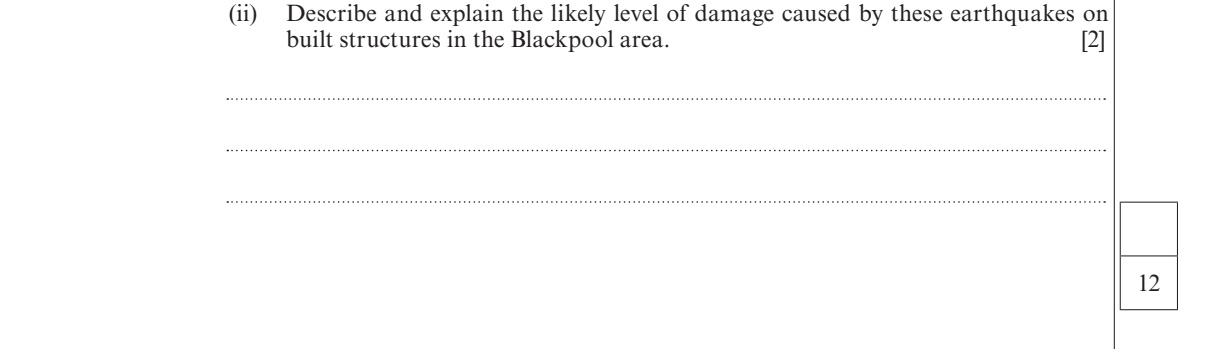 (ii) Describe and explain the likely level of damage caused by these earthquakes on
built structures in the Blackpool area. [2]
12